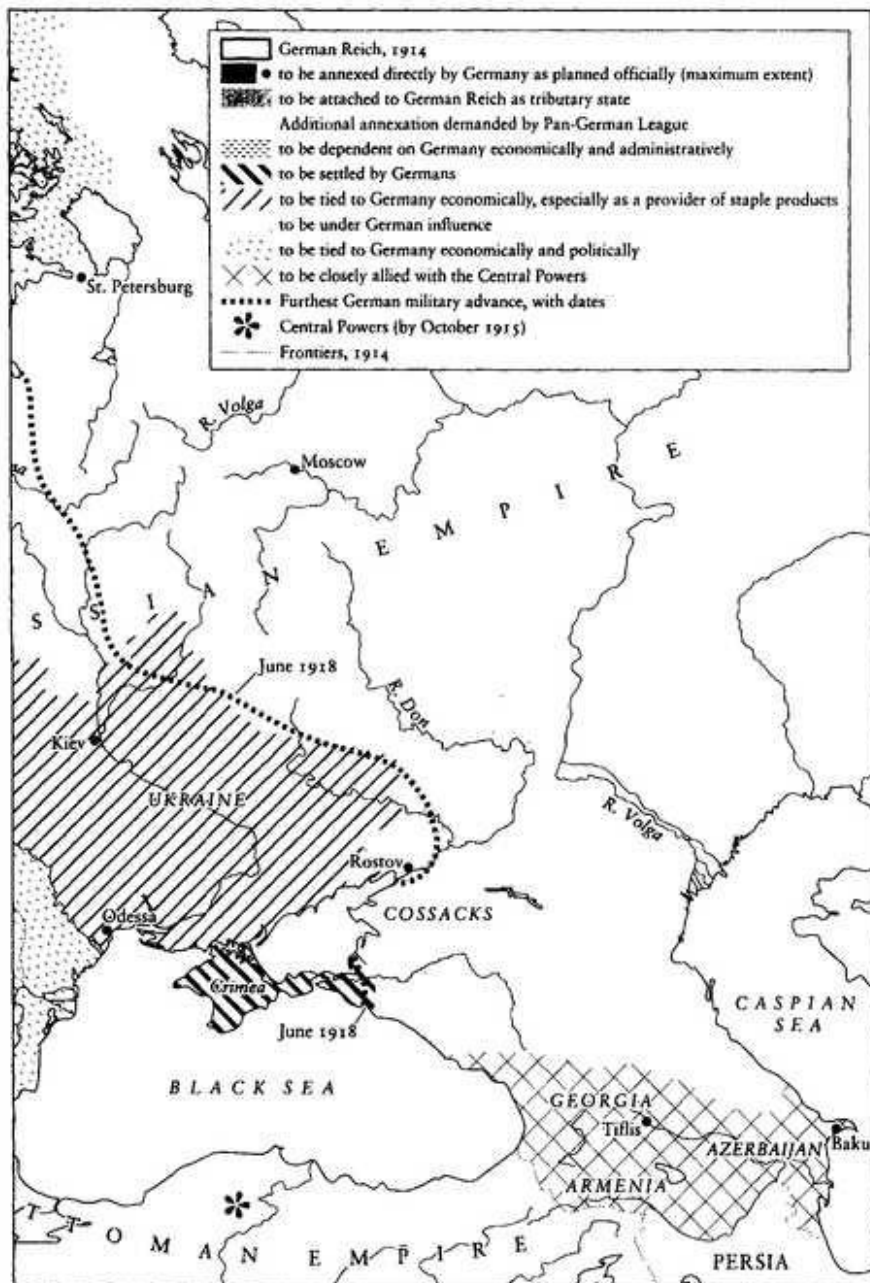 German Reich, 1914
to be annexed directly by Germany as planned officially (maximum extent)
to be attached to German Reich as tributary state
Additional annexation demanded by Pan-German League
to be dependent on Germany economically and administratively
to be settled by Germans
to be tied to Germany economically, especially as a provider of staple products
to be under German influence
to be tied to Germany economically and politically
to be closely allied with the Central Powers
Furthest German military advance, with dates
Central Powers (by October 1915)
Frontiers, 1914
St. Petersburg
R. Volga
Moscow
S S I A N E M P I R E
June 1918
R. Don
Kiev
UKRAINE
R. Volga
Rostov
COSSACKS
Odessa
Crimea
June 1918
CASPIAN
SEA
BLACK SEA
GEORGIA
Tiflis
AZERBAIJAN
Baku
ARMENIA
T T O M A N E M P I R E
PERSIA